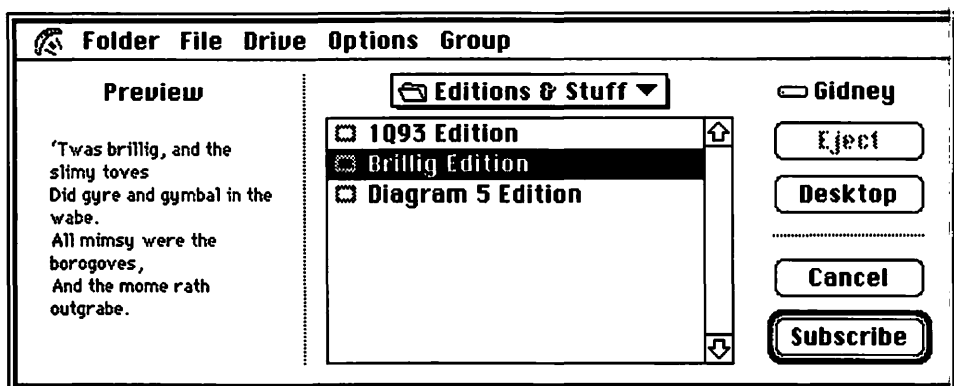 Folder File Drive Options Group
Preview
'Twas brillig, and the
slimy toves
Did gyre and gymbal in the
wabe.
All mimsy were the
borogoves,
And the mome rath
outgrabe.
Editions & Stuff
1Q93 Edition
Brillig Edition
Diagram 5 Edition
Gidney
Eject
Desktop
Cancel
Subscribe